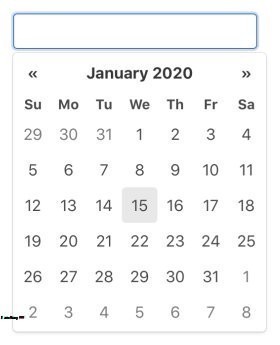 « January 2020 »
Su Mo Tu We Th Fr Sa
29 30 31 1 2 3 4
5 6 7 8 9 10 11
12 13 14 15 16 17 18
19 20 21 22 23 24 25
26 27 28 29 30 31 1
2 3 4 5 6 7 8